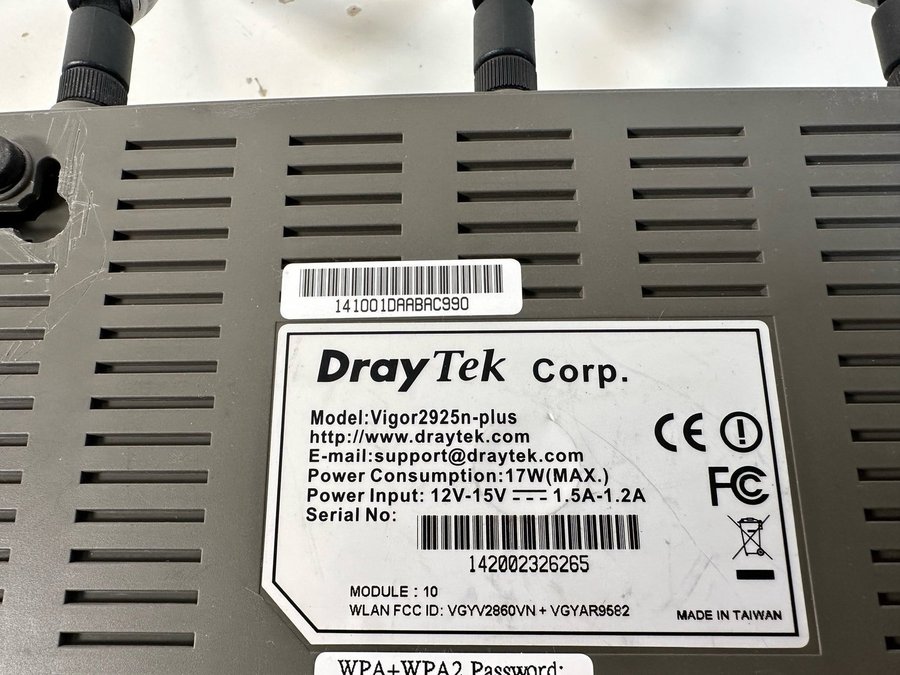 141001DAABAC990
DrayTek Corp.
Model:Vigor2925n-plus
http://www.draytek.com
E-mail:support@draytek.com
Power Consumption:17W(MAX.)
Power Input: 12V-15V 1.5A-1.2A
Serial No:
142002326265
MODULE : 10
WLAN FCC ID: VGYV2860VN + VGYAR9582
CE
FC
MADE IN TAIWAN
WPA+WPA2 Password: